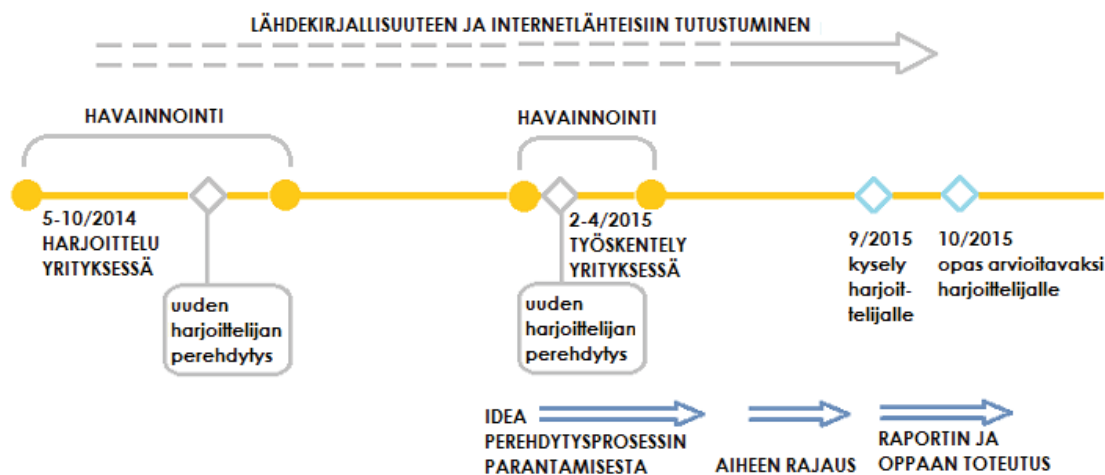 LÄHDEKIRJALLISUUTEEN JA INTERNETLÄHTEISIIN TUTUSTUMINEN
HAVAINNOINTI
HAVAINNOINTI
5-10/2014
HARJOITTELU
YRITYKSESSÄ
uuden
harjoittelijan
perehdytys
2-4/2015
TYÖSKENTELY
YRITYKSESSÄ
uuden
harjoittelijan
perehdytys
9/2015
kysely
harjoit-
telijalle
10/2015
opas arvioitavaksi
harjoittelijalle
IDEA
PEREHDYTYSPROSESSIN
PARANTAMISESTA
AIHEEN RAJAUS
RAPORTIN JA
OPPAAN TOTEUTUS